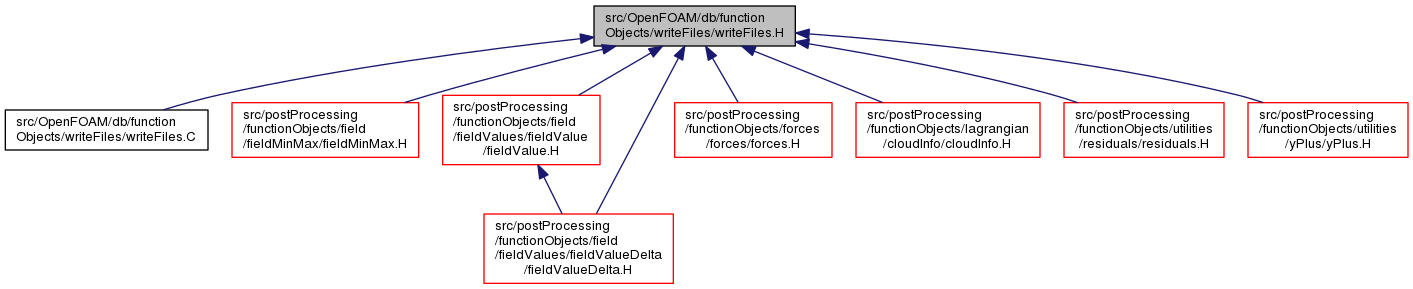 src/OpenFOAM/db/function
Objects/writeFiles/writeFiles.H
src/OpenFOAM/db/function
Objects/writeFiles/writeFiles.C
src/postProcessing
/functionObjects/field
/fieldMinMax/fieldMinMax.H
src/postProcessing
/functionObjects/field
/fieldValues/fieldValue
/fieldValue.H
src/postProcessing
/functionObjects/forces
/forces/forces.H
src/postProcessing
/functionObjects/lagrangian
/cloudInfo/cloudInfo.H
src/postProcessing
/functionObjects/utilities
/residuals/residuals.H
src/postProcessing
/functionObjects/utilities
/yPlus/yPlus.H
src/postProcessing
/functionObjects/field
/fieldValues/fieldValueDelta
/fieldValueDelta.H